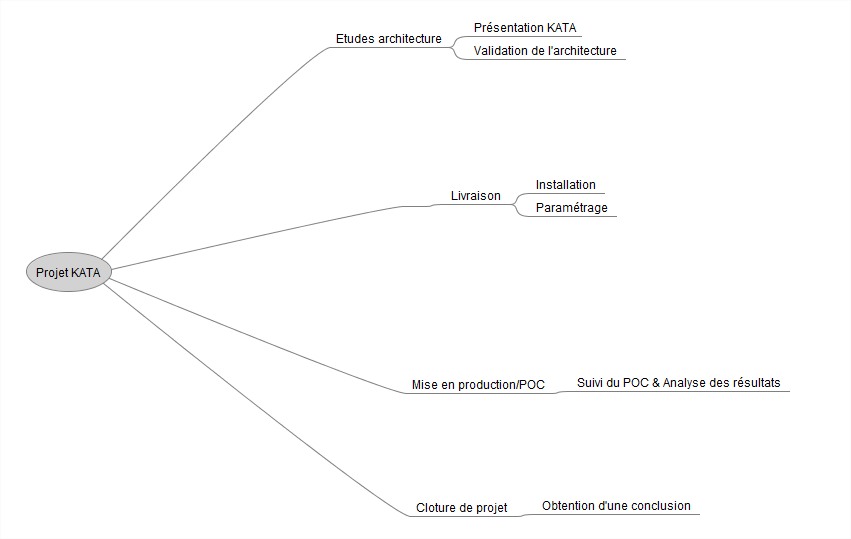 Etudes architecture
Présentation KATA
Validation de l'architecture
Livraison
Installation
Paramétrage
Projet KATA
Mise en production/POC
Suivi du POC & Analyse des résultats
Cloture de projet
Obtention d'une conclusion